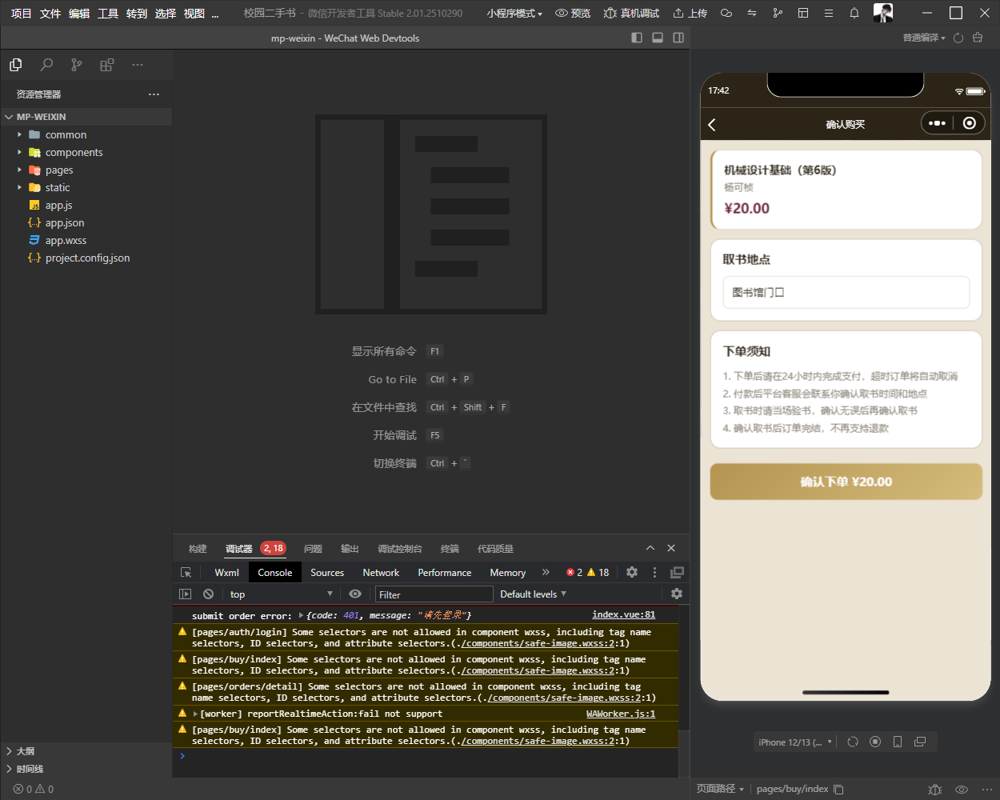 项目 文件 编辑 工具 转到 选择 视图 ... 校园二手书 - 微信开发者工具 Stable 2.01.2510290 小程序模式 预览 真机调试 上传
mp-weixin - WeChat Web Devtools
普通编译
资源管理器
MP-WEIXIN
common
components
pages
static
app.js
app.json
app.wxss
project.config.json
大纲
时间线
0 0
显示所有命令 F1
Go to File Ctrl + P
在文件中查找 Ctrl + Shift + F
开始调试 F5
切换终端 Ctrl + `
构建 调试器 2, 18 问题 输出 调试控制台 终端 代码质量
Wxml Console Sources Network Performance Memory 2 18
top Filter Default levels
submit order error: {code: 401, message: "请先登录"} index.vue:81
[pages/auth/login] Some selectors are not allowed in component wxss, including tag name
selectors, ID selectors, and attribute selectors.(./components/safe-image.wxss:2:1)
[pages/buy/index] Some selectors are not allowed in component wxss, including tag name
selectors, ID selectors, and attribute selectors.(./components/safe-image.wxss:2:1)
[pages/orders/detail] Some selectors are not allowed in component wxss, including tag
name selectors, ID selectors, and attribute selectors.(./components/safe-image.wxss:2:1)
[worker] reportRealtimeAction:fail not support WAWorker.js:1
[pages/buy/index] Some selectors are not allowed in component wxss, including tag name
selectors, ID selectors, and attribute selectors.(./components/safe-image.wxss:2:1)
17:42
确认购买
机械设计基础（第6版）
杨可桢
¥20.00
取书地点
图书馆门口
下单须知
1. 下单后请在24小时内完成支付，超时订单将自动取消
2. 付款后平台客服会联系你确认取书时间和地点
3. 取书时请当场验书，确认无误后再确认取书
4. 确认取书后订单完结，不再支持退款
确认下单 ¥20.00
iPhone 12/13 (...
页面路径 pages/buy/index